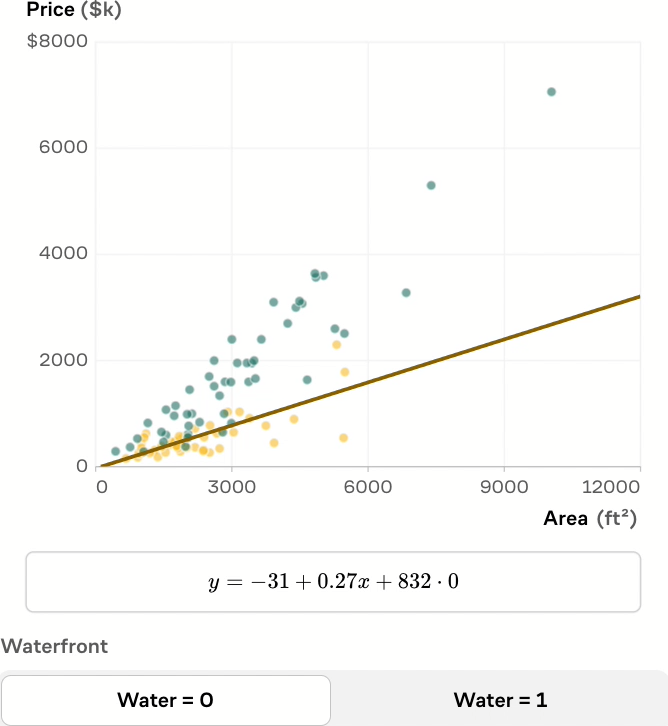 Price ($k)
$8000
6000
4000
2000
0
0 3000 6000 9000 12000
Area (ft²)
y = −31 + 0.27x + 832 · 0
Waterfront
Water = 0 Water = 1